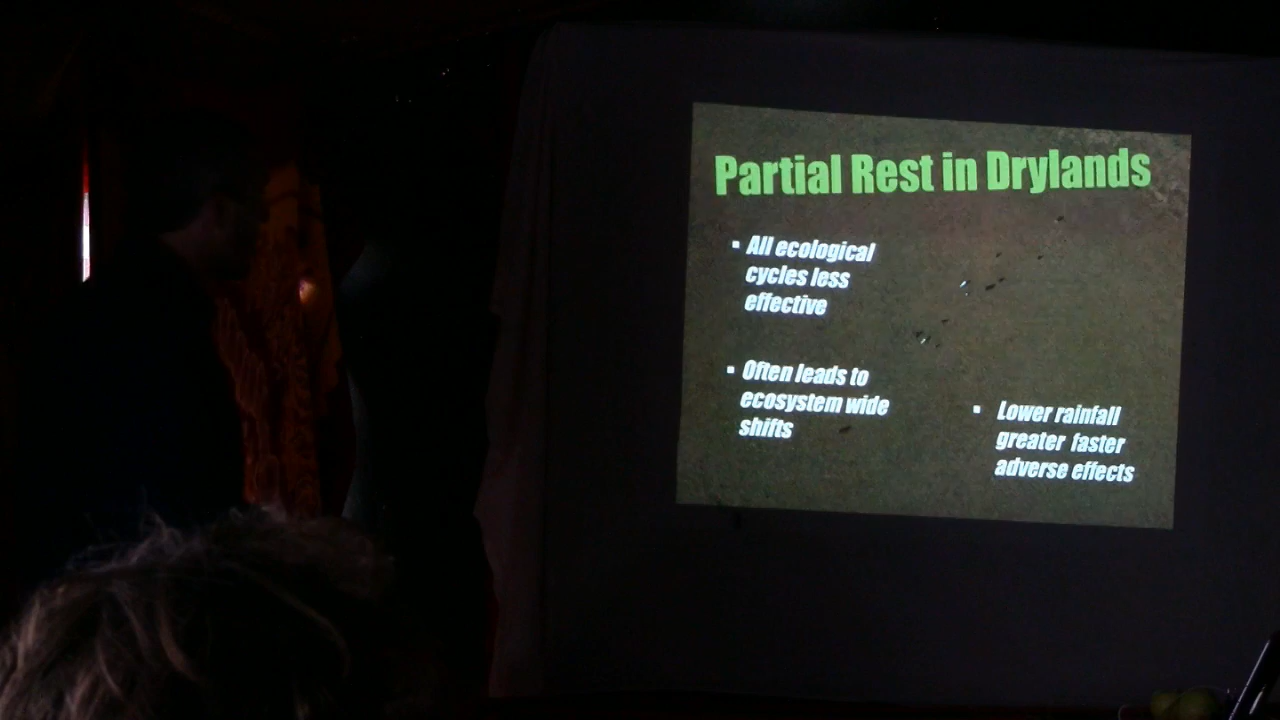 Partial Rest in Drylands
▪ All ecological
cycles less
effective
▪ Often leads to
ecosystem wide
shifts
▪ Lower rainfall
greater faster
adverse effects